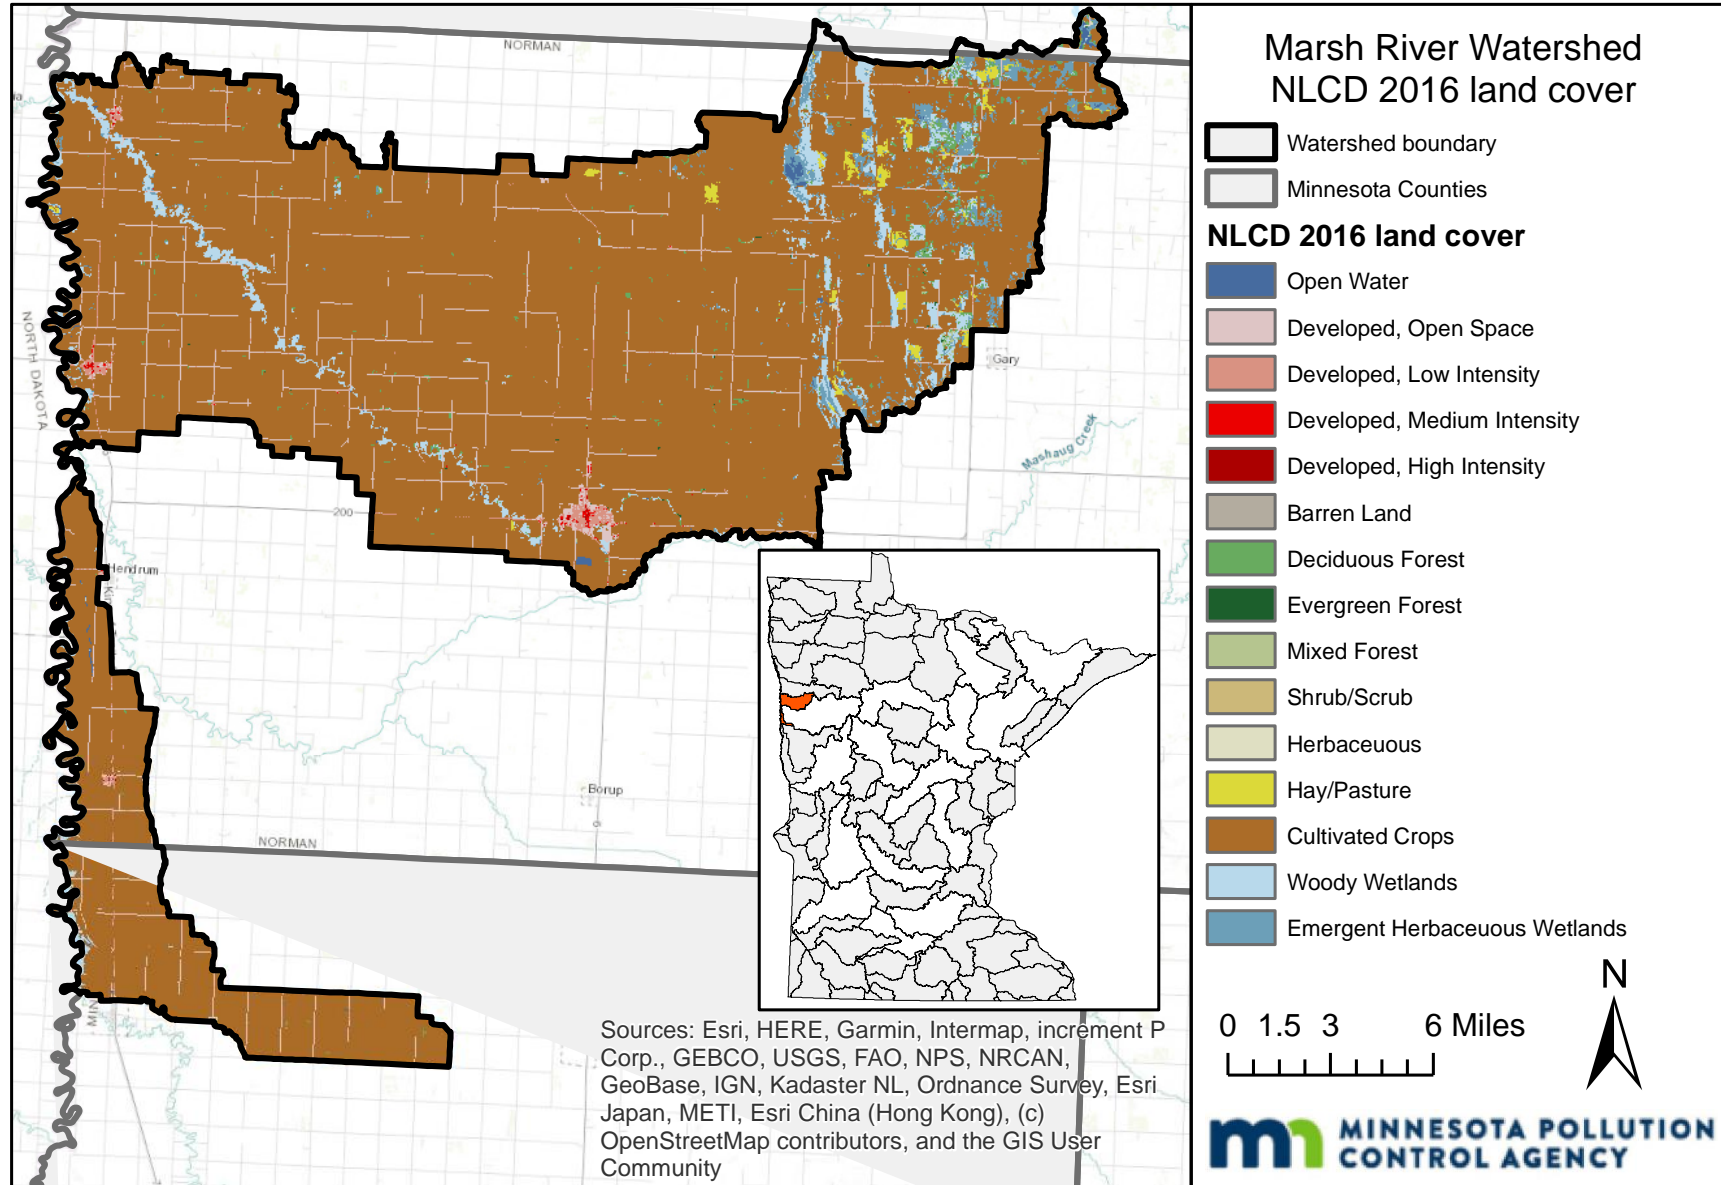 NORMAN
ia
NORTH DAKOTA
Gary
Mashaug Creek
200
Hendrum
Borup
9
NORMAN
Sources: Esri, HERE, Garmin, Intermap, increment P
Corp., GEBCO, USGS, FAO, NPS, NRCAN,
GeoBase, IGN, Kadaster NL, Ordnance Survey, Esri
Japan, METI, Esri China (Hong Kong), (c)
OpenStreetMap contributors, and the GIS User
Community
Marsh River Watershed
NLCD 2016 land cover
Watershed boundary
Minnesota Counties
NLCD 2016 land cover
Open Water
Developed, Open Space
Developed, Low Intensity
Developed, Medium Intensity
Developed, High Intensity
Barren Land
Deciduous Forest
Evergreen Forest
Mixed Forest
Shrub/Scrub
Herbaceuous
Hay/Pasture
Cultivated Crops
Woody Wetlands
Emergent Herbaceuous Wetlands
N
0 1.5 3 6 Miles
mn MINNESOTA POLLUTION
CONTROL AGENCY